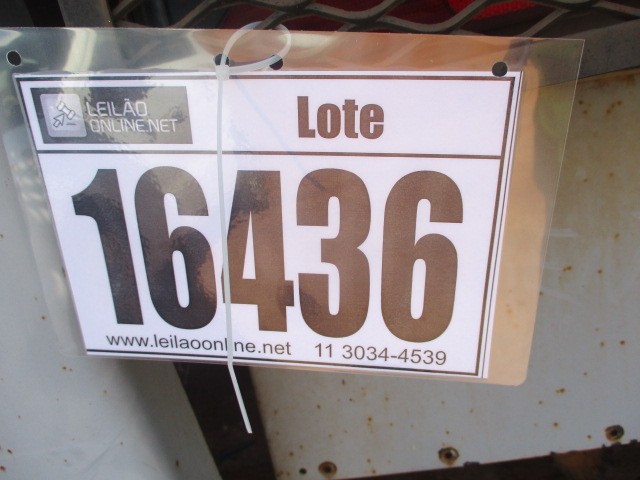 LEILÃO
ONLINE.NET
Lote
16436
www.leilaoonline.net 11 3034-4539